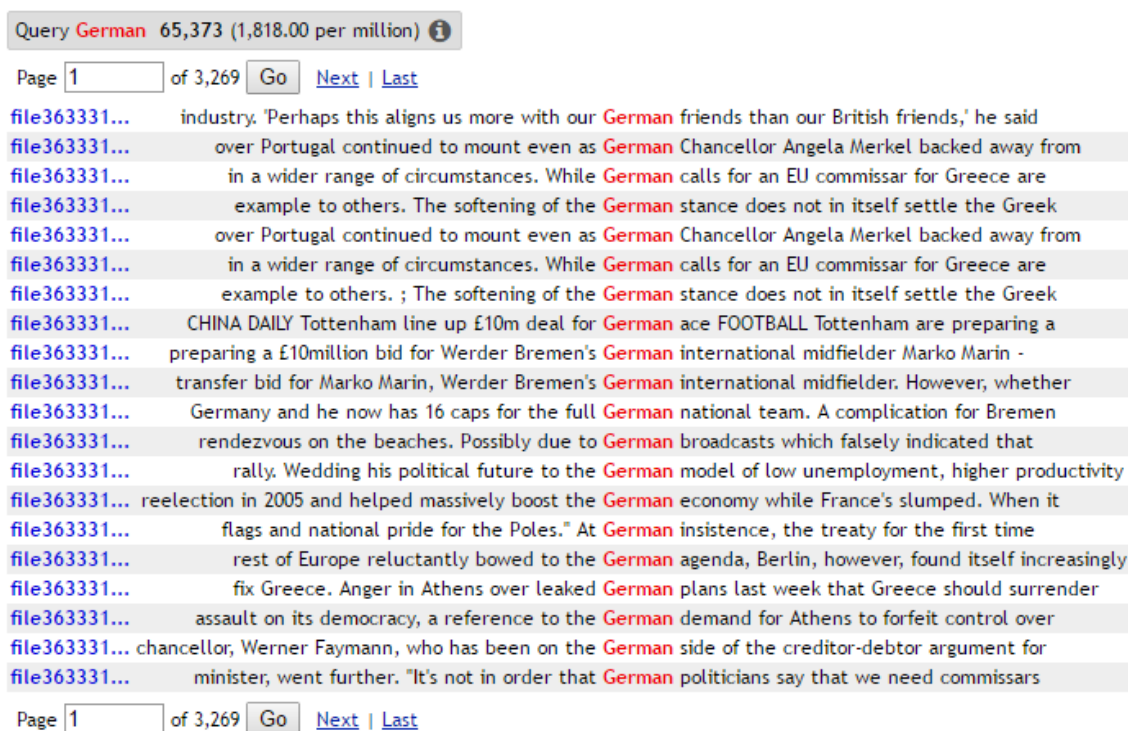 Query German 65,373 (1,818.00 per million) i
Page 1 of 3,269 Go Next | Last
file363331... industry. 'Perhaps this aligns us more with our German friends than our British friends,' he said
file363331... over Portugal continued to mount even as German Chancellor Angela Merkel backed away from
file363331... in a wider range of circumstances. While German calls for an EU commissar for Greece are
file363331... example to others. The softening of the German stance does not in itself settle the Greek
file363331... over Portugal continued to mount even as German Chancellor Angela Merkel backed away from
file363331... in a wider range of circumstances. While German calls for an EU commissar for Greece are
file363331... example to others. ; The softening of the German stance does not in itself settle the Greek
file363331... CHINA DAILY Tottenham line up £10m deal for German ace FOOTBALL Tottenham are preparing a
file363331... preparing a £10million bid for Werder Bremen's German international midfielder Marko Marin -
file363331... transfer bid for Marko Marin, Werder Bremen's German international midfielder. However, whether
file363331... Germany and he now has 16 caps for the full German national team. A complication for Bremen
file363331... rendezvous on the beaches. Possibly due to German broadcasts which falsely indicated that
file363331... rally. Wedding his political future to the German model of low unemployment, higher productivity
file363331... reelection in 2005 and helped massively boost the German economy while France's slumped. When it
file363331... flags and national pride for the Poles." At German insistence, the treaty for the first time
file363331... rest of Europe reluctantly bowed to the German agenda, Berlin, however, found itself increasingly
file363331... fix Greece. Anger in Athens over leaked German plans last week that Greece should surrender
file363331... assault on its democracy, a reference to the German demand for Athens to forfeit control over
file363331... chancellor, Werner Faymann, who has been on the German side of the creditor-debtor argument for
file363331... minister, went further. "It's not in order that German politicians say that we need commissars
Page 1 of 3,269 Go Next | Last